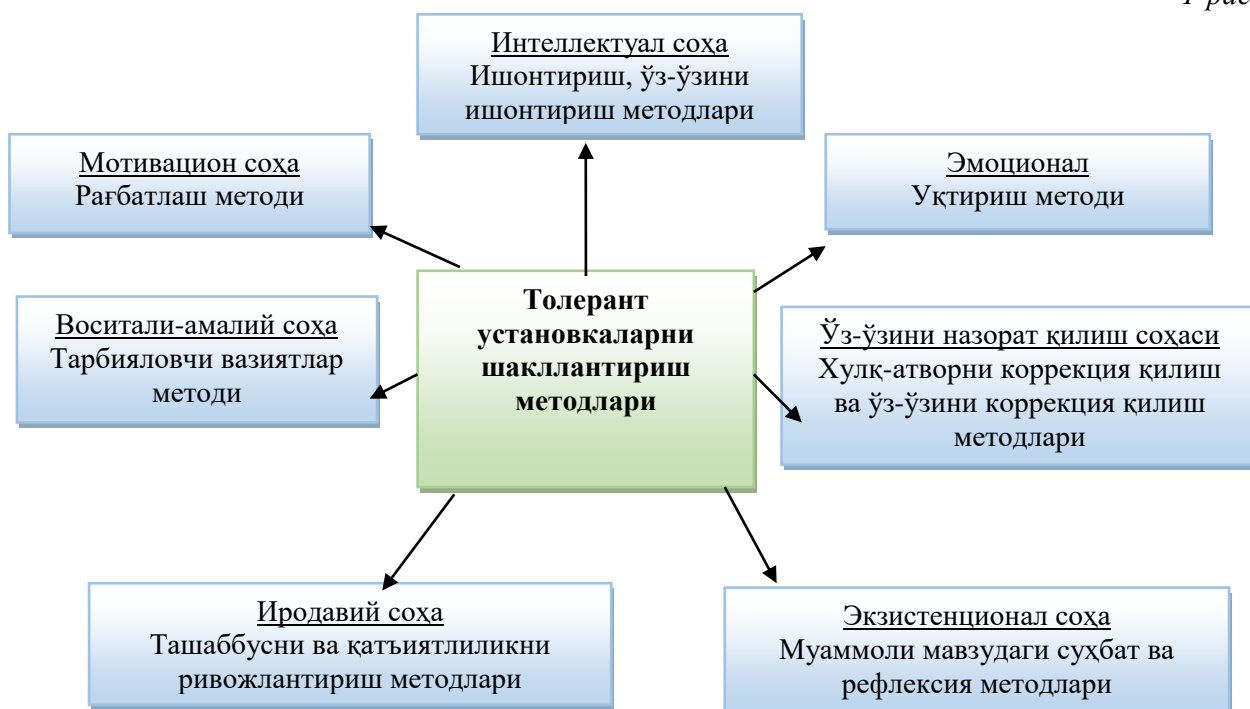 Интеллектуал соҳа
Ишонтириш, ўз-ўзини
ишонтириш методлари
Мотивацион соҳа
Рағбатлаш методи
Эмоционал
Уқтириш методи
Толерант
установкаларни
шакллантириш
методлари
Воситали-амалий соҳа
Тарбияловчи вазиятлар
методи
Ўз-ўзини назорат қилиш соҳаси
Хулқ-атворни коррекция қилиш
ва ўз-ўзини коррекция қилиш
методлари
Иродавий соҳа
Ташаббусни ва қатъиятлиликни
ривожлантириш методлари
Экзистенционал соҳа
Муаммоли мавзудаги суҳбат ва
рефлексия методлари